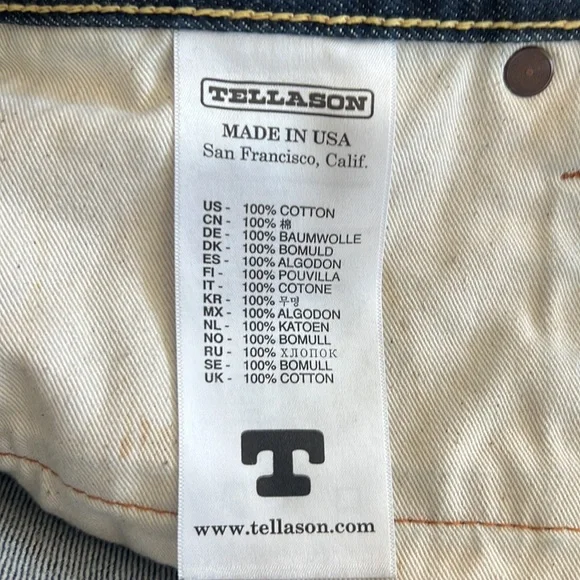 TELLASON
MADE IN USA
San Francisco, Calif.
US - 100% COTTON
CN - 100% 棉
DE - 100% BAUMWOLLE
DK - 100% BOMULD
ES - 100% ALGODON
FI - 100% POUVILLA
IT - 100% COTONE
KR - 100% 무명
MX - 100% ALGODON
NL - 100% KATOEN
NO - 100% BOMULL
RU - 100% ХЛОПОК
SE - 100% BOMULL
UK - 100% COTTON
T
www.tellason.com